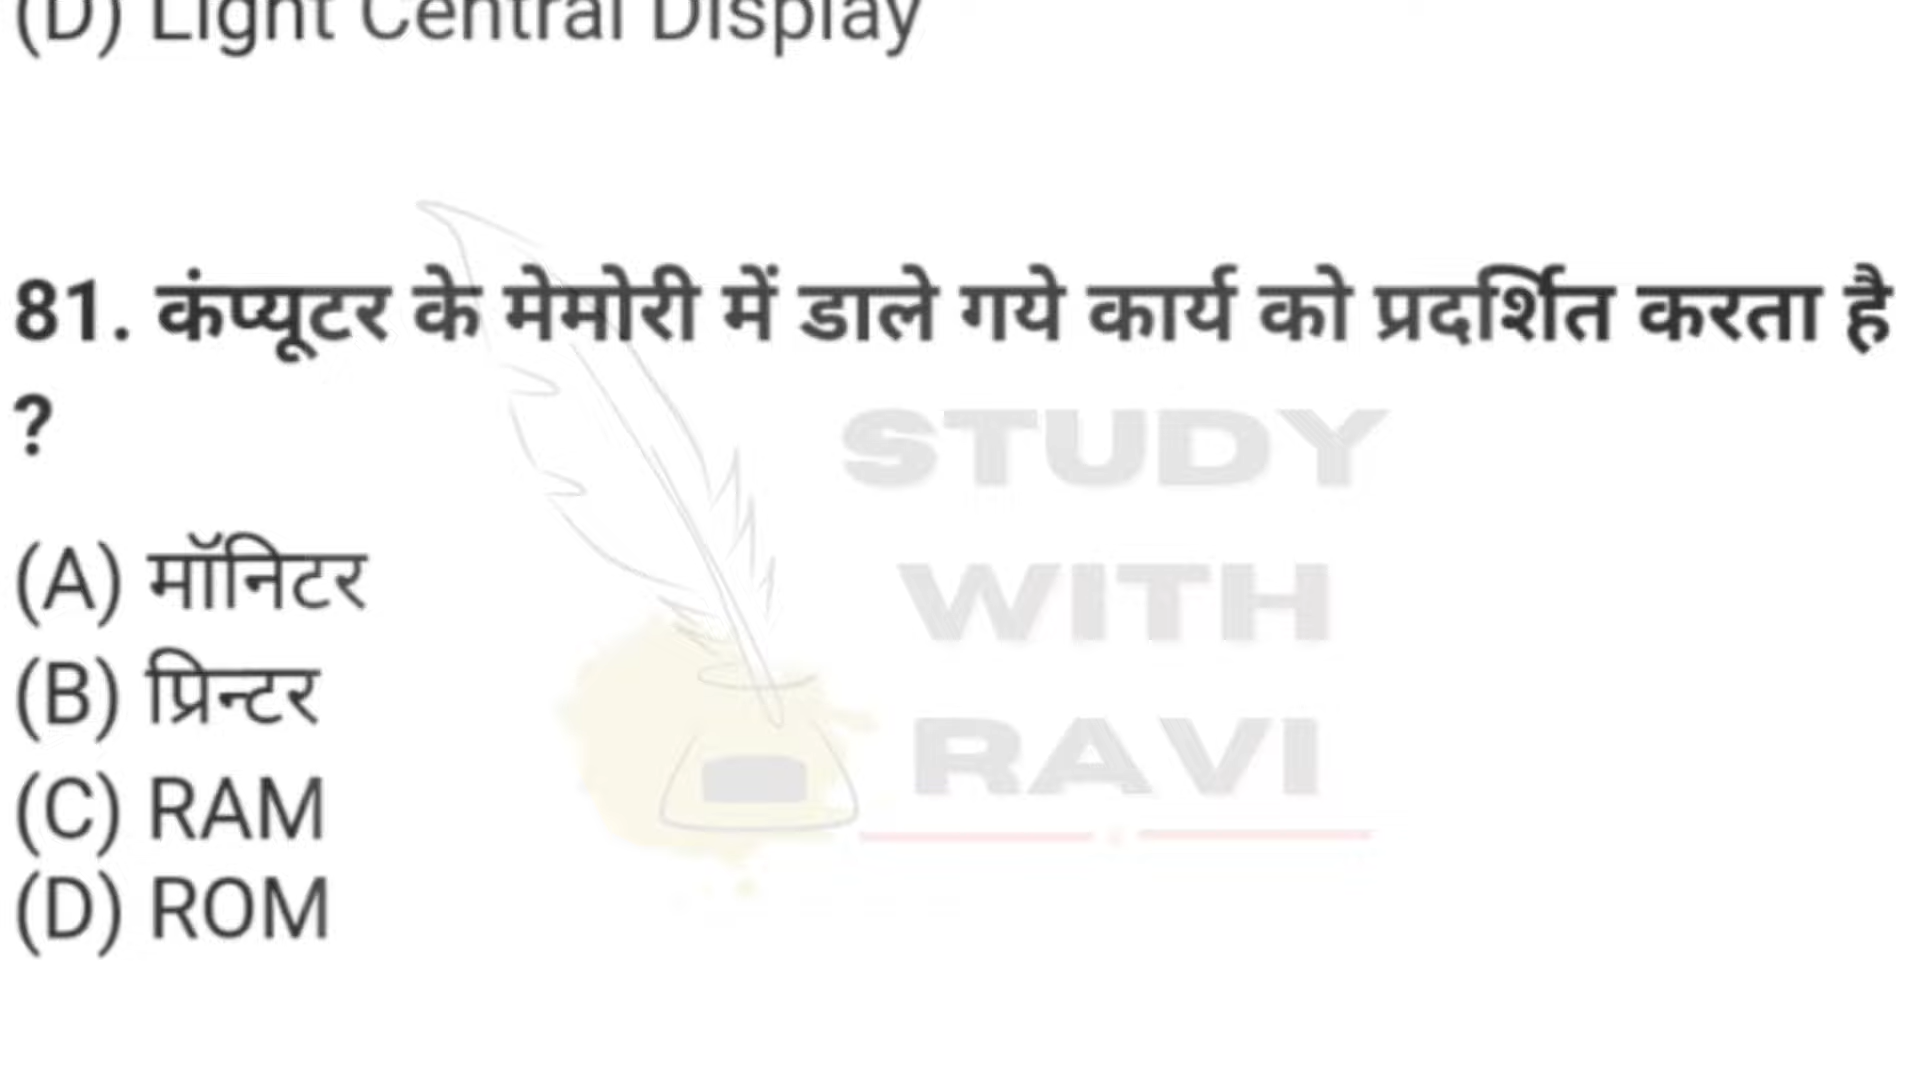 (D) Light Central Display
81. कंप्यूटर के मेमोरी में डाले गये कार्य को प्रदर्शित करता है
?
STUDY
(A) मॉनिटर
WITH
(B) प्रिन्टर
RAVI
(C) RAM
(D) ROM